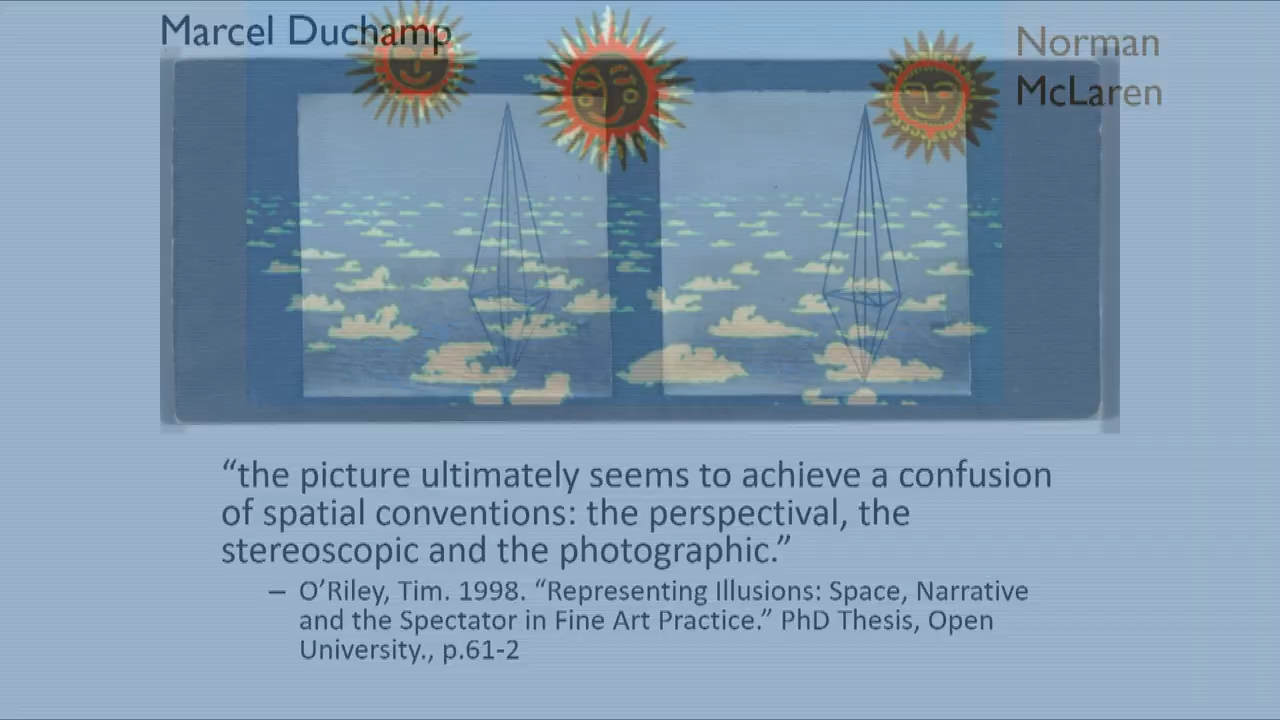 Marcel Duchamp
Norman
McLaren
“the picture ultimately seems to achieve a confusion
of spatial conventions: the perspectival, the
stereoscopic and the photographic.”
– O’Riley, Tim. 1998. “Representing Illusions: Space, Narrative
and the Spectator in Fine Art Practice.” PhD Thesis, Open
University., p.61-2